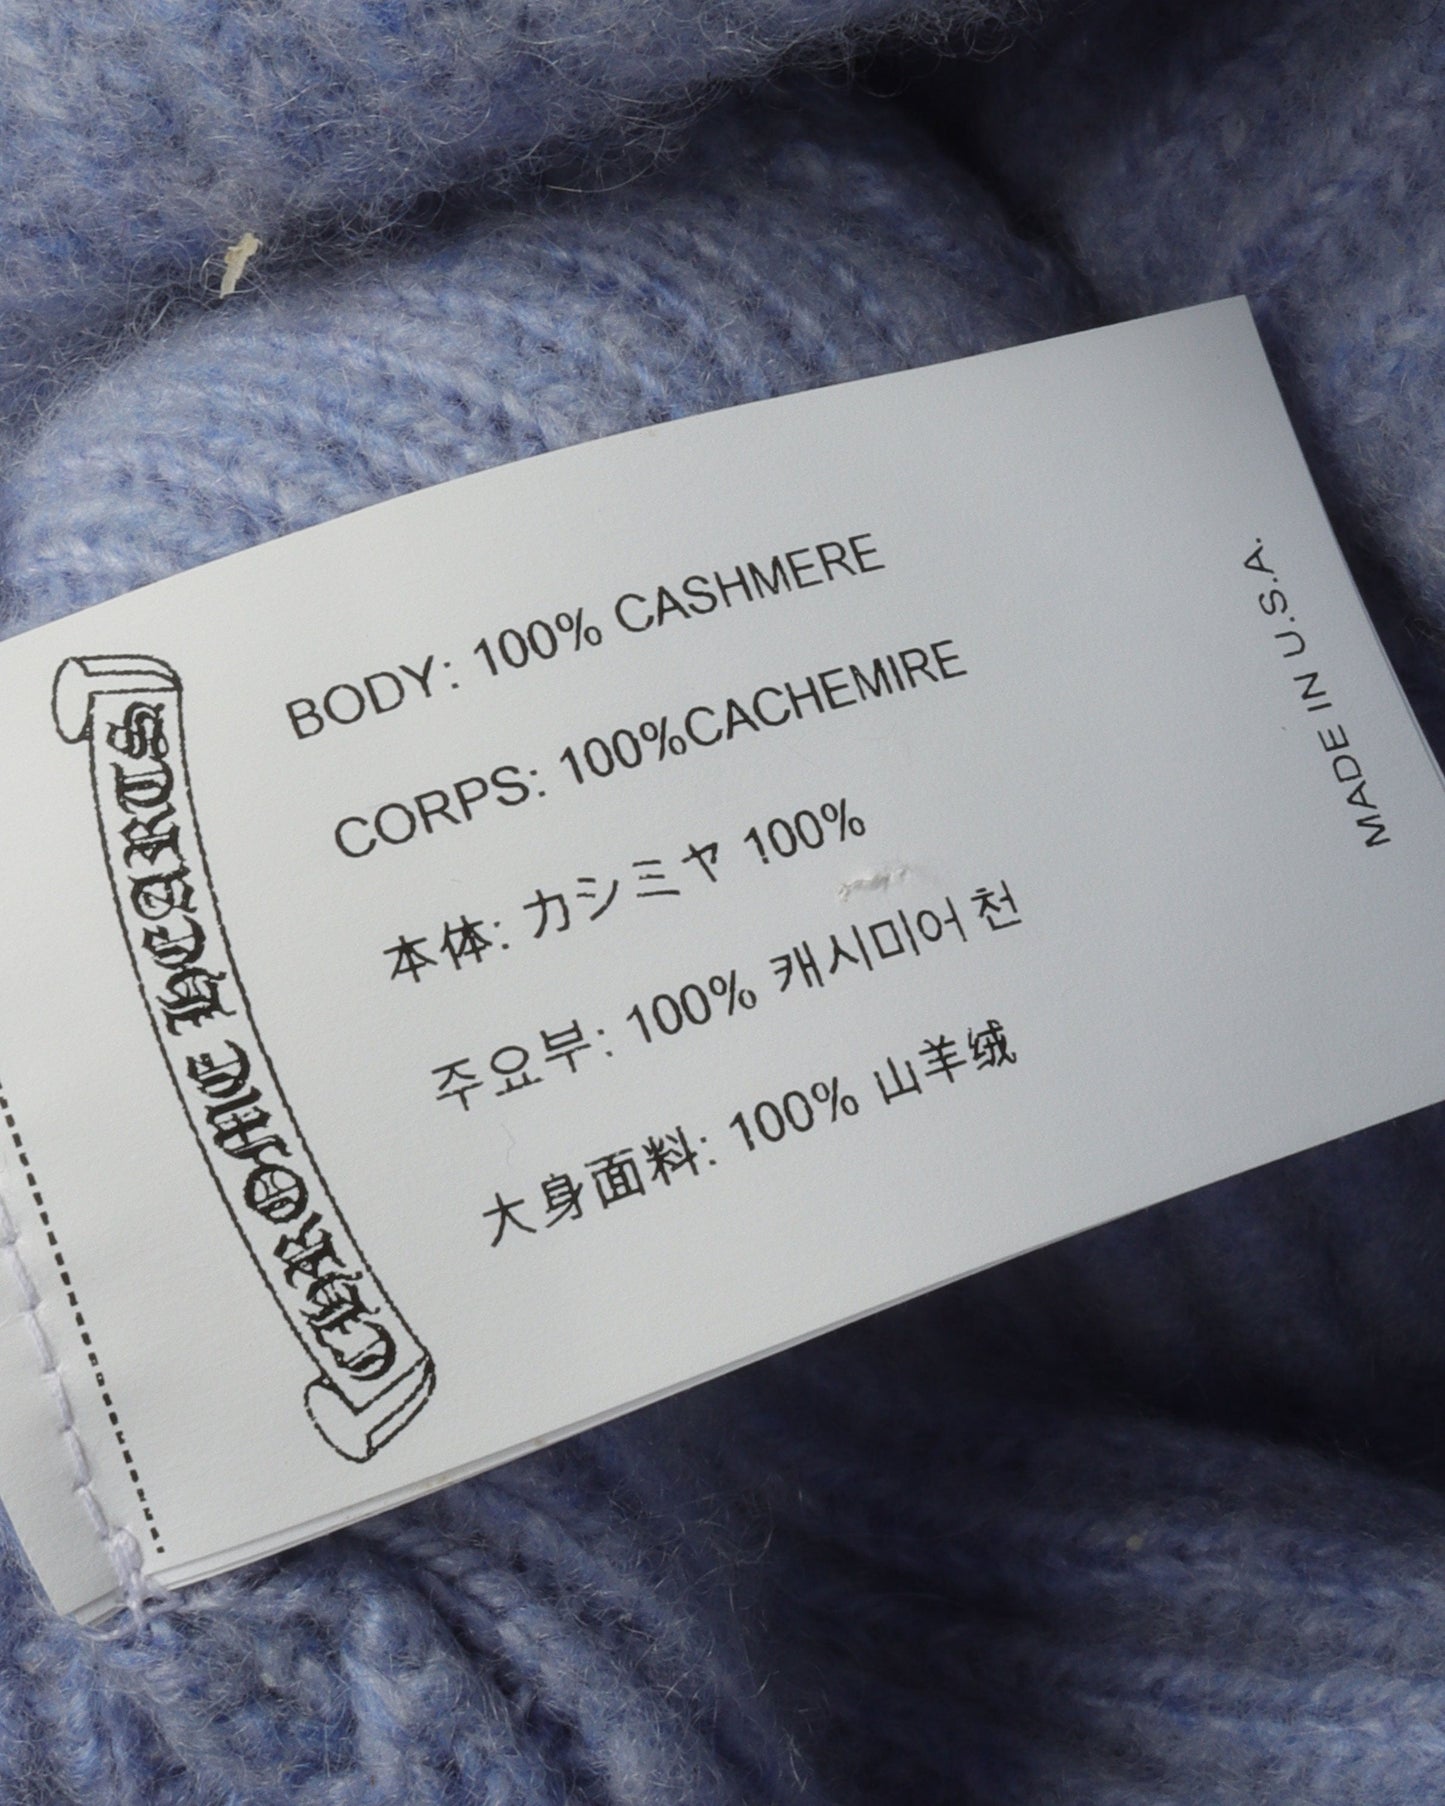 CHROME HEARTS
BODY: 100% CASHMERE
CORPS: 100%CACHEMIRE
本体: カシミヤ 100%
주요부: 100% 캐시미어 천
大身面料: 100% 山羊绒
MADE IN U.S.A.